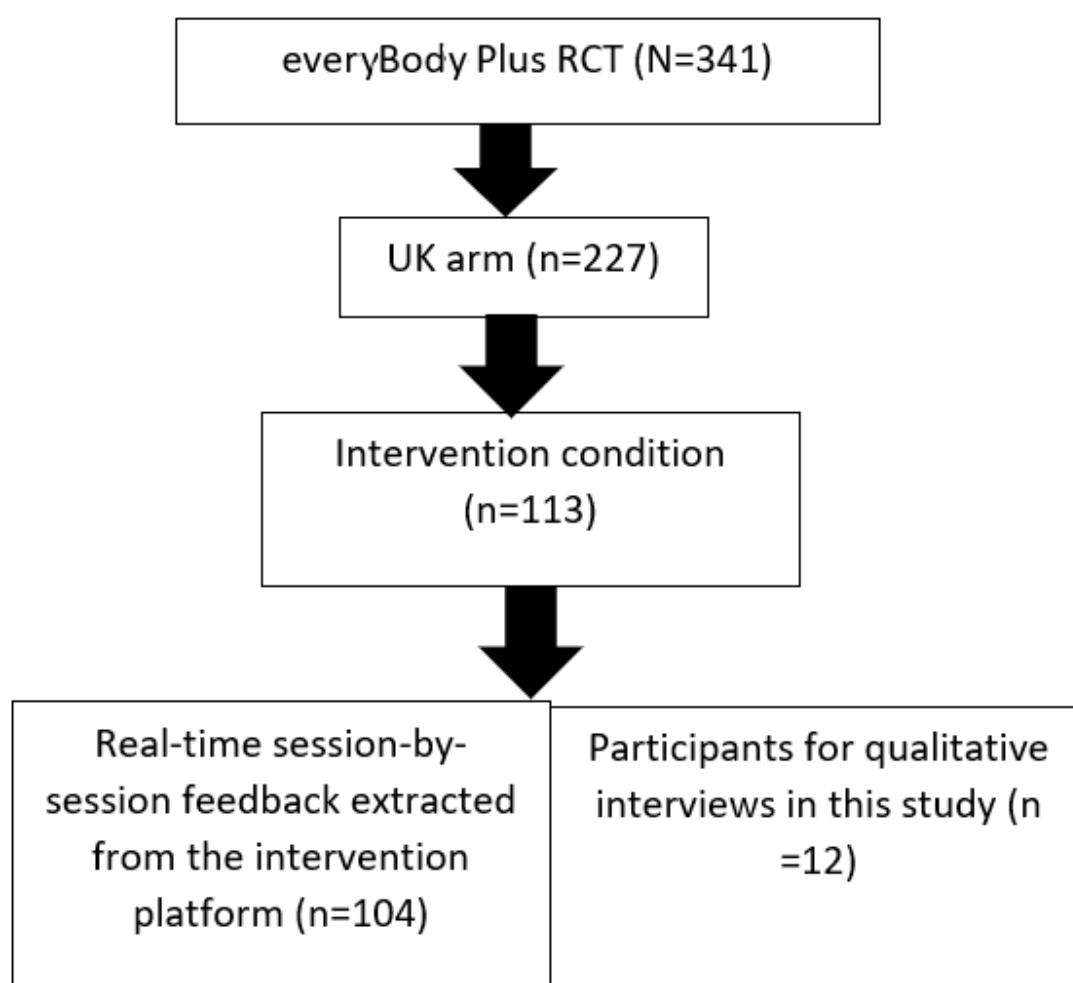 everyBody Plus RCT (N=341)
UK arm (n=227)
Intervention condition
(n=113)
Real-time session-by-
session feedback extracted
from the intervention
platform (n=104)
Participants for qualitative
interviews in this study (n
=12)